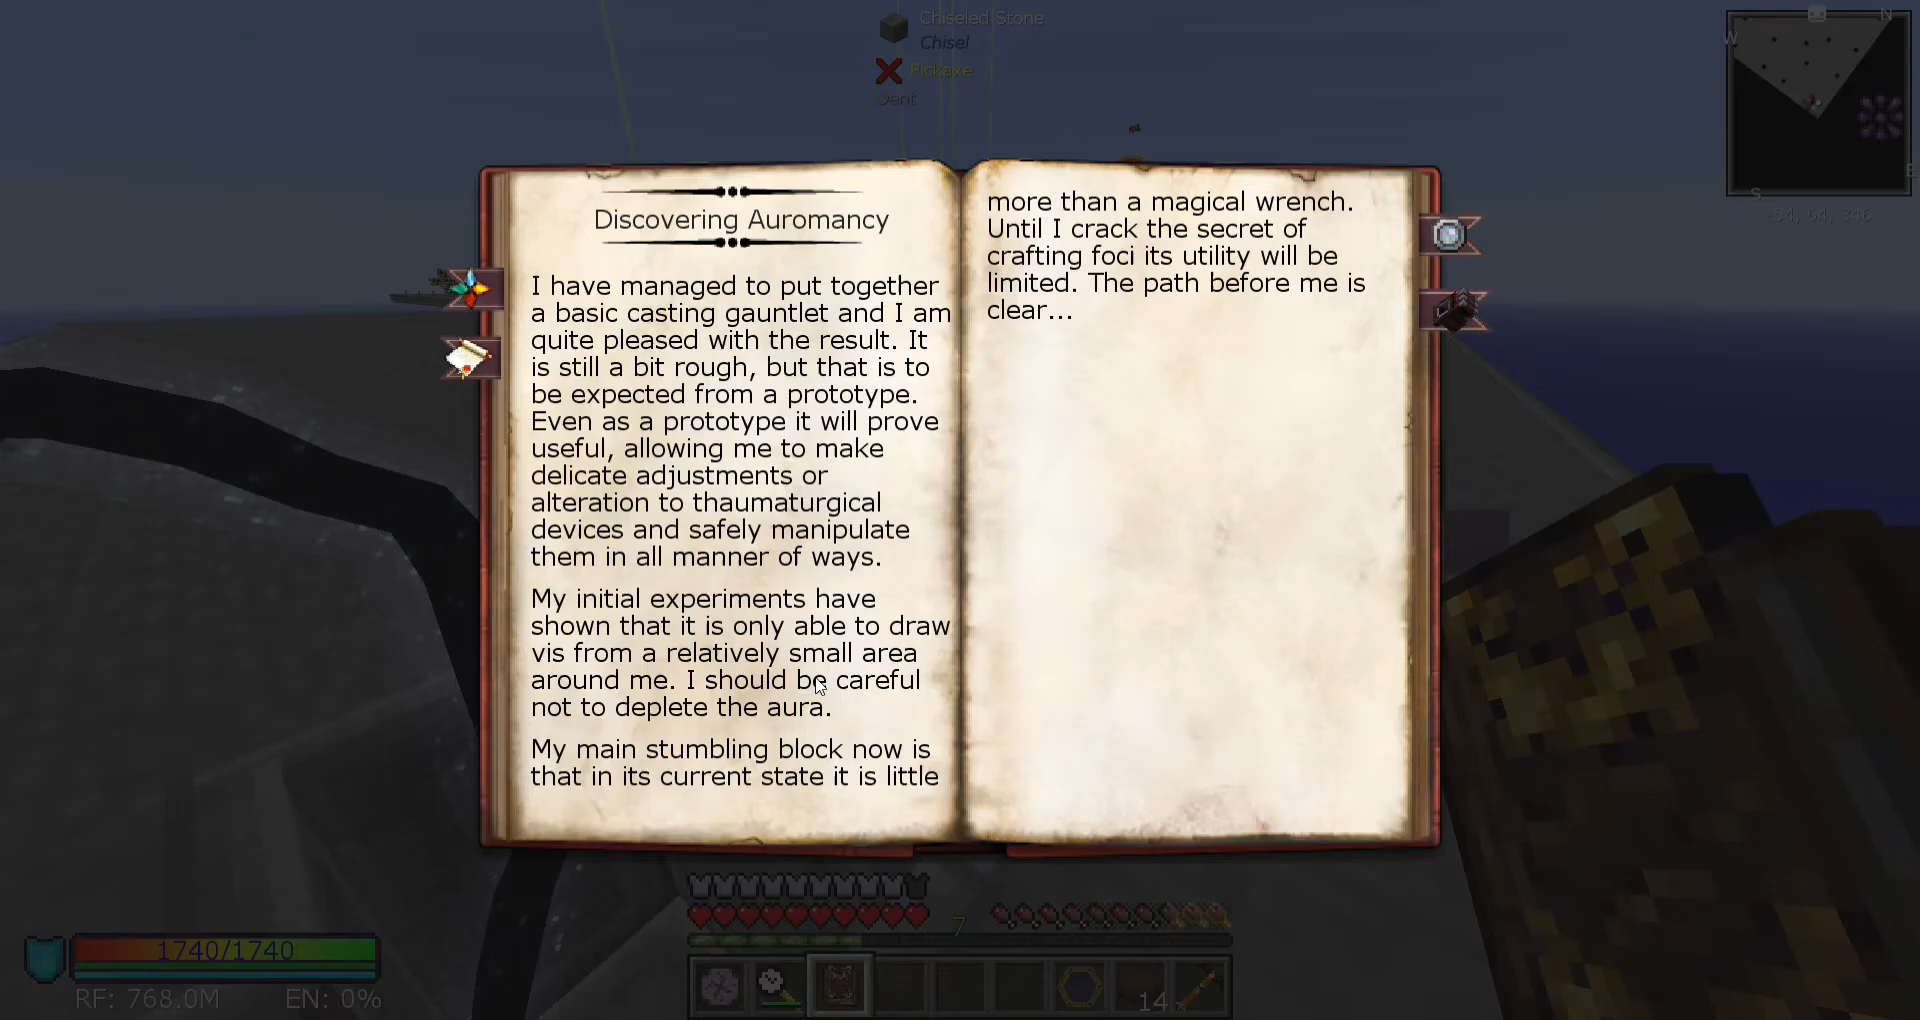 Chiseled Stone
Chisel
Pickaxe
Dent
N
W
E
S
Discovering Auromancy
I have managed to put together
a basic casting gauntlet and I am
quite pleased with the result. It
is still a bit rough, but that is to
be expected from a prototype.
Even as a prototype it will prove
useful, allowing me to make
delicate adjustments or
alteration to thaumaturgical
devices and safely manipulate
them in all manner of ways.
My initial experiments have
shown that it is only able to draw
vis from a relatively small area
around me. I should be careful
not to deplete the aura.
My main stumbling block now is
that in its current state it is little
more than a magical wrench.
Until I crack the secret of
crafting foci its utility will be
limited. The path before me is
clear...
7
1740/1740
RF: 768.0M EN: 0%
14